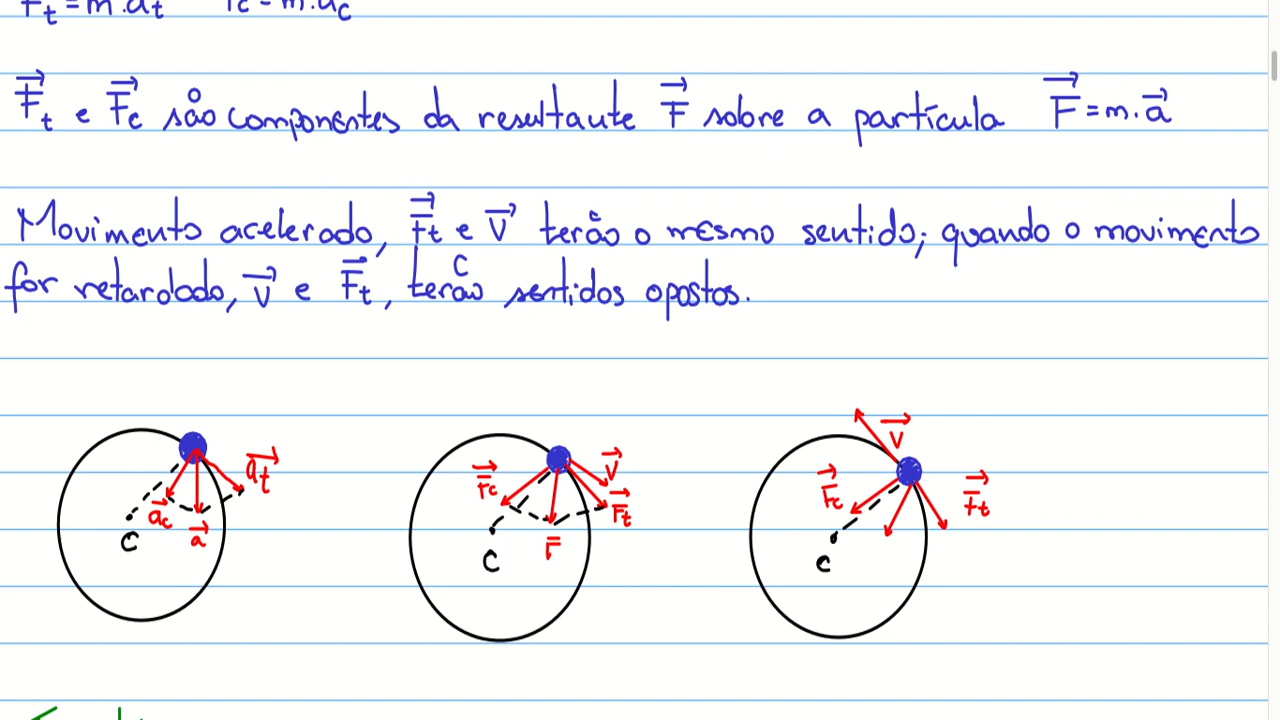 F⃗t = m.a⃗t F⃗c = m.a⃗c
F⃗t e F⃗c são componentes da resultante F⃗ sobre a partícula F⃗ = m.a⃗
Movimento acelerado, F⃗t e V⃗ terão o mesmo sentido; quando o movimento
for retardado, V⃗ e F⃗t, terão sentidos opostos.
a⃗t
a⃗c
a⃗
C
V⃗
F⃗c
F⃗t
F
C
V⃗
F⃗c
F⃗t
C